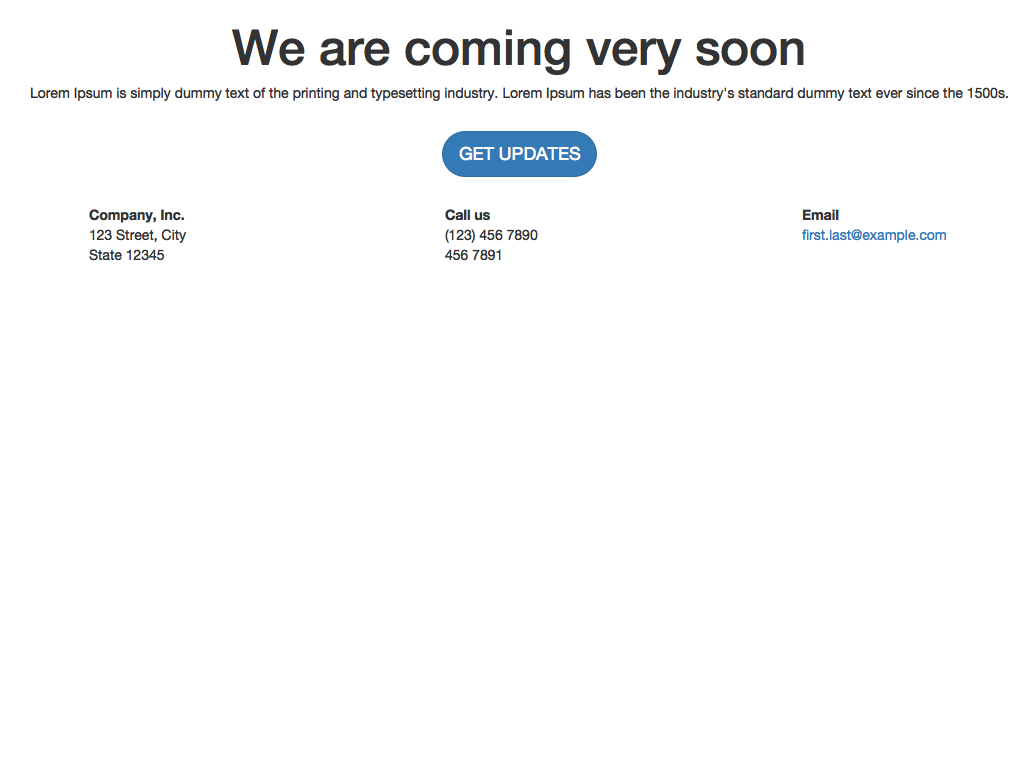 We are coming very soon
Lorem Ipsum is simply dummy text of the printing and typesetting industry. Lorem Ipsum has been the industry's standard dummy text ever since the 1500s.
GET UPDATES
Company, Inc.
123 Street, City
State 12345
Call us
(123) 456 7890
456 7891
Email
first.last@example.com